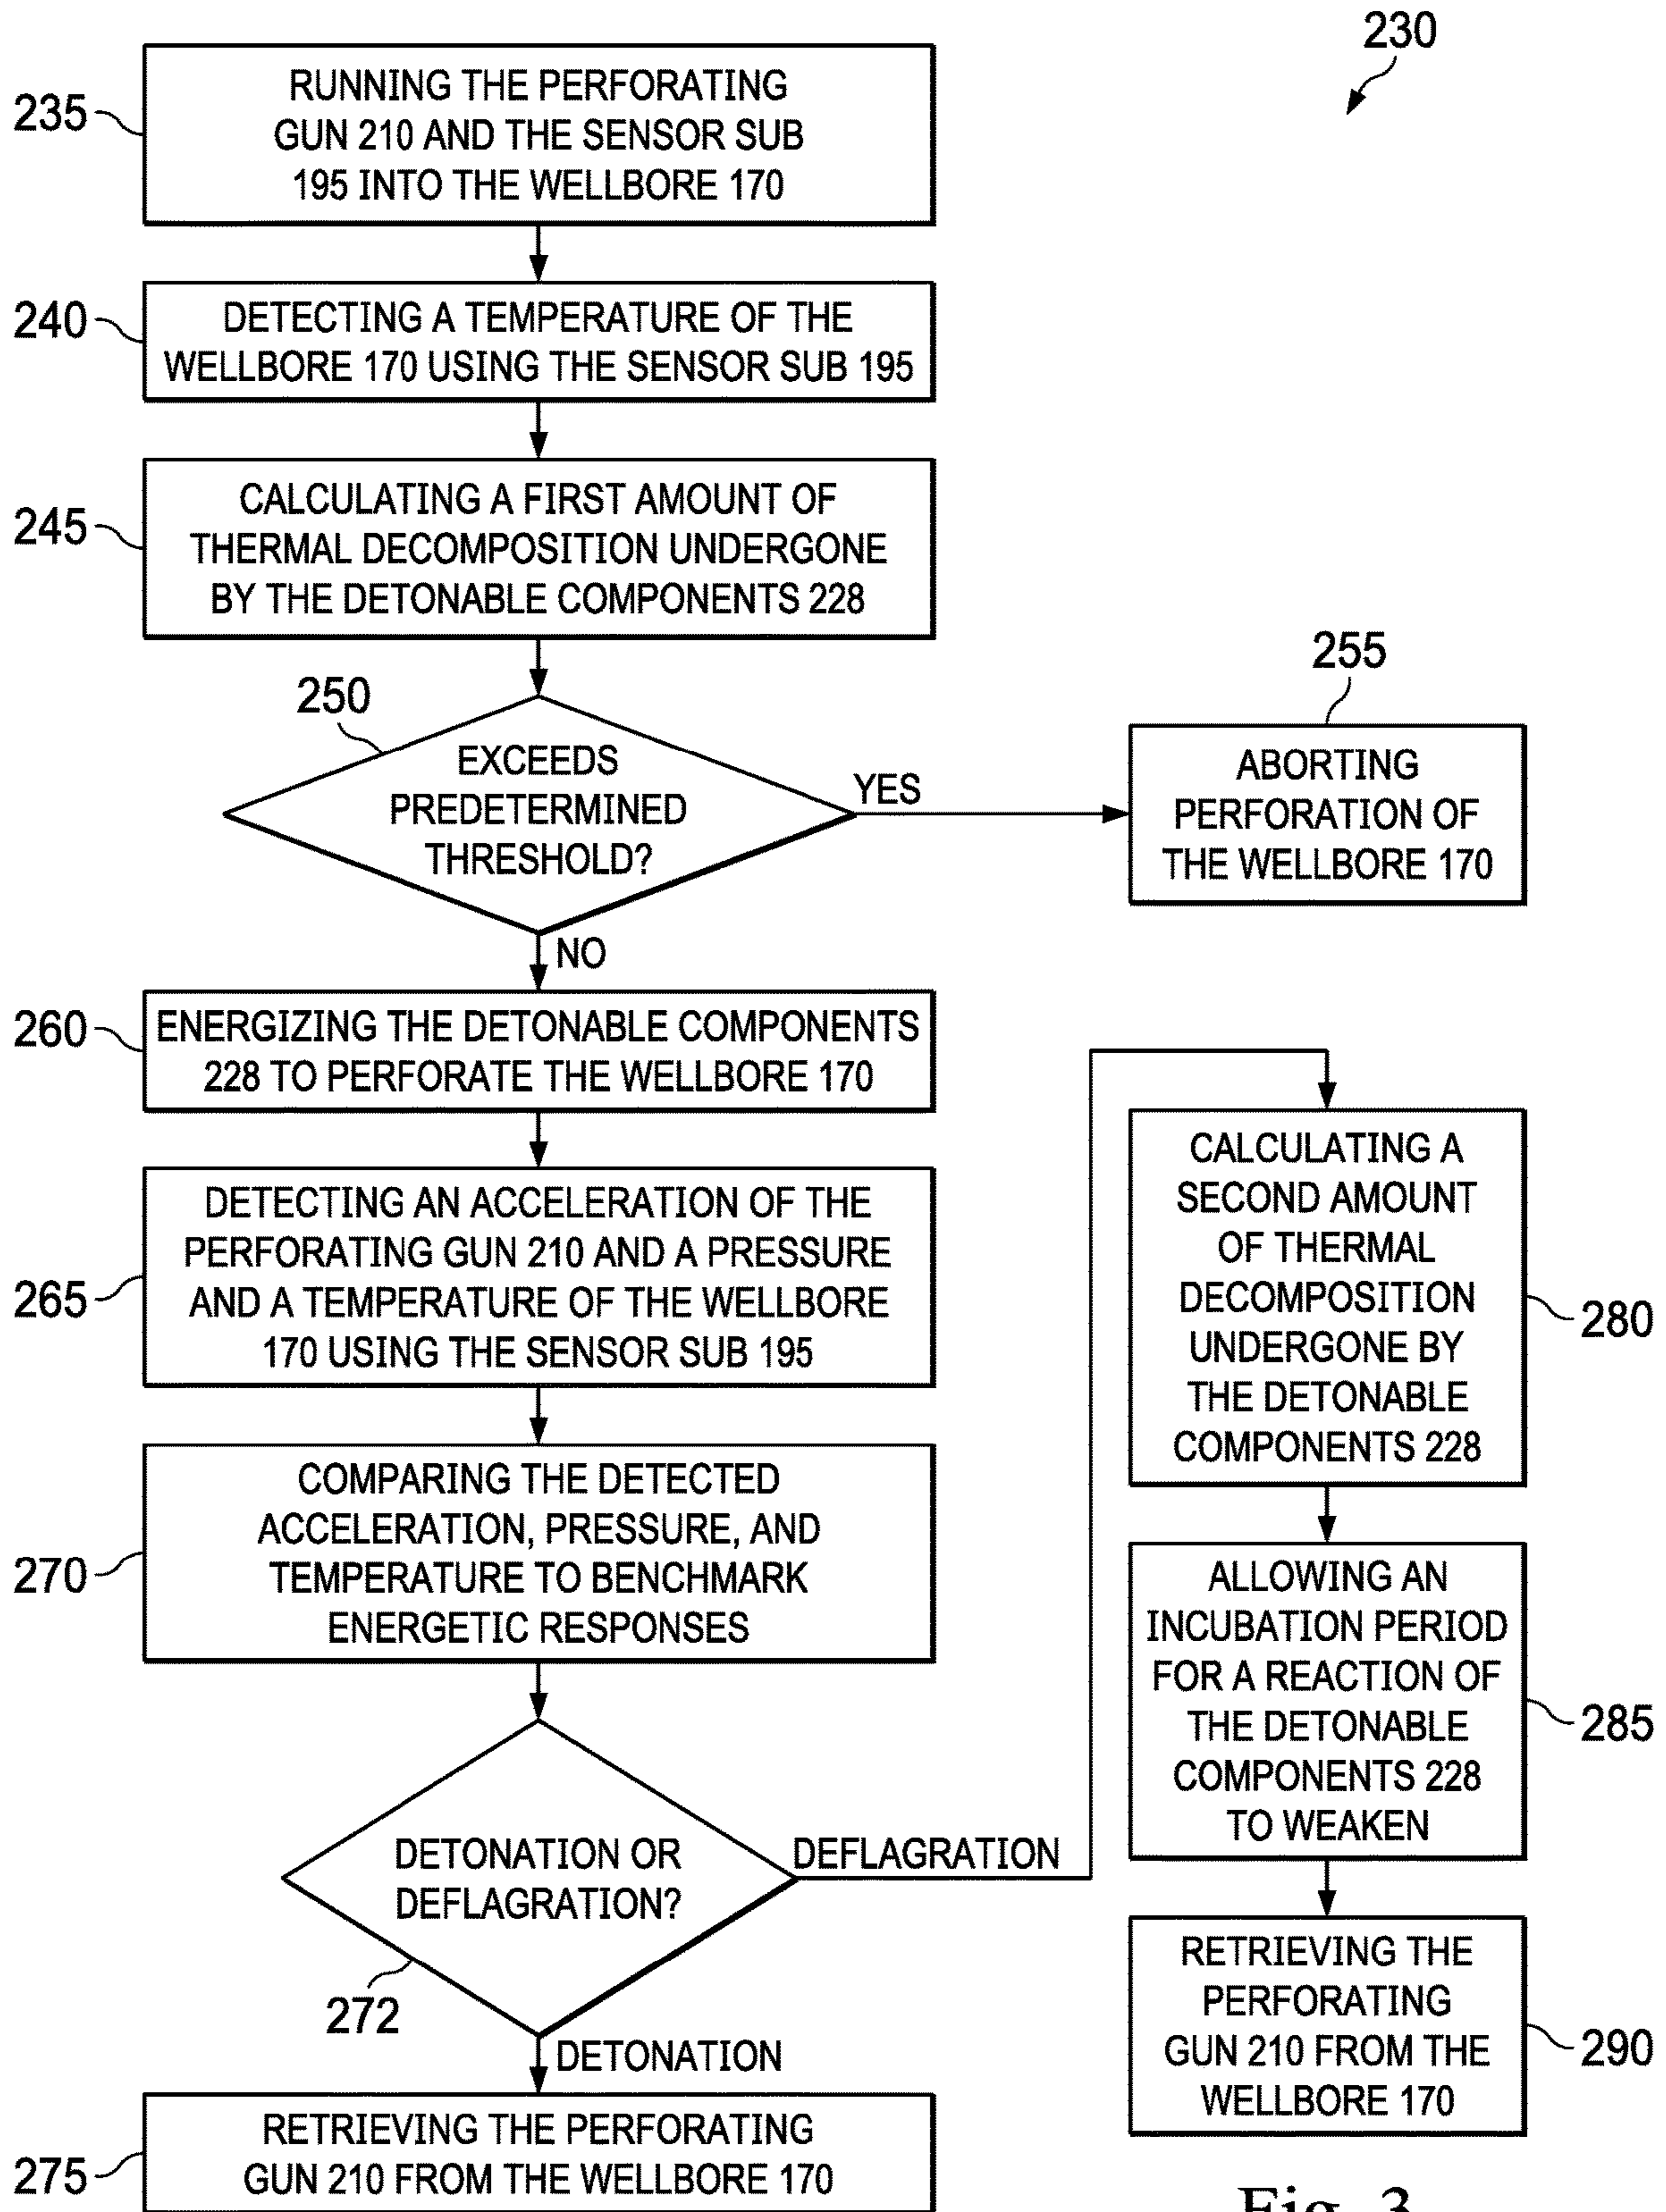 230
235
RUNNING THE PERFORATING
GUN 210 AND THE SENSOR SUB
195 INTO THE WELLBORE 170
240
DETECTING A TEMPERATURE OF THE
WELLBORE 170 USING THE SENSOR SUB 195
245
CALCULATING A FIRST AMOUNT OF
THERMAL DECOMPOSITION UNDERGONE
BY THE DETONABLE COMPONENTS 228
250
EXCEEDS
PREDETERMINED
THRESHOLD?
YES
255
ABORTING
PERFORATION OF
THE WELLBORE 170
NO
260
ENERGIZING THE DETONABLE COMPONENTS
228 TO PERFORATE THE WELLBORE 170
265
DETECTING AN ACCELERATION OF THE
PERFORATING GUN 210 AND A PRESSURE
AND A TEMPERATURE OF THE WELLBORE
170 USING THE SENSOR SUB 195
270
COMPARING THE DETECTED
ACCELERATION, PRESSURE, AND
TEMPERATURE TO BENCHMARK
ENERGETIC RESPONSES
DETONATION OR
DEFLAGRATION?
272
DEFLAGRATION
DETONATION
275
RETRIEVING THE PERFORATING
GUN 210 FROM THE WELLBORE 170
CALCULATING A
SECOND AMOUNT
OF THERMAL
DECOMPOSITION
UNDERGONE BY
THE DETONABLE
COMPONENTS 228
280
ALLOWING AN
INCUBATION PERIOD
FOR A REACTION OF
THE DETONABLE
COMPONENTS 228
TO WEAKEN
285
RETRIEVING THE
PERFORATING
GUN 210 FROM THE
WELLBORE 170
290
Fig. 3